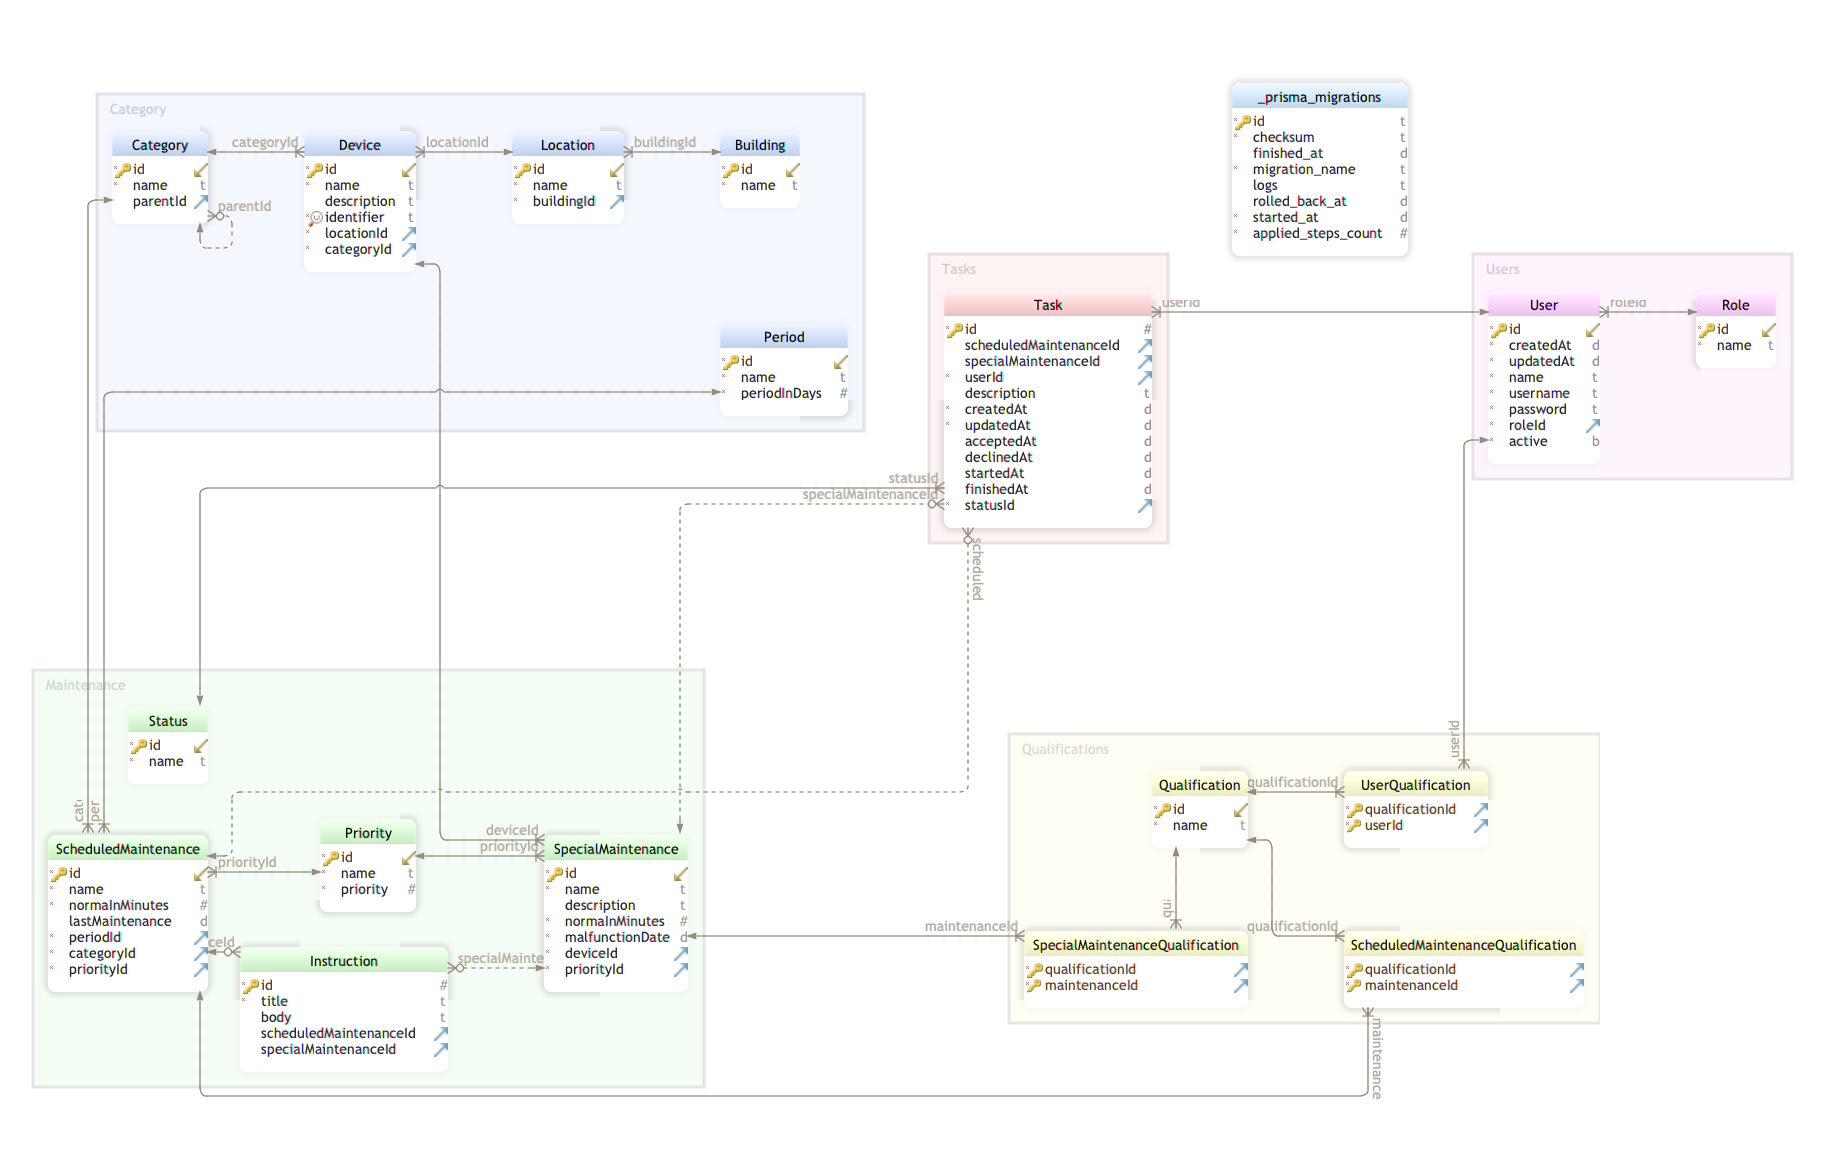 Category
Category
id
name t
parentId
parentId
categoryId
Device
id
name t
description t
identifier t
locationId
categoryId
locationId
Location
id
name t
buildingId
buildingId
Building
id
name t
Period
id
name t
periodInDays #
_prisma_migrations
id t
checksum t
finished_at d
migration_name t
logs t
rolled_back_at d
started_at d
applied_steps_count #
Tasks
Task
id #
scheduledMaintenanceId
specialMaintenanceId
userId
description t
createdAt d
updatedAt d
acceptedAt d
declinedAt d
startedAt d
finishedAt d
statusId
userId
statusId
specialMaintenanceId
scheduled
Users
User
id
createdAt d
updatedAt d
name t
username t
password t
roleId
active b
roleId
Role
id
name t
Maintenance
Status
id
name t
cat
per
ScheduledMaintenance
id
name t
normaInMinutes #
lastMaintenance d
periodId
categoryId
priorityId
priorityId
Priority
id
name t
priority #
deviceId
priorityId
SpecialMaintenance
id
name t
description t
normaInMinutes #
malfunctionDate d
deviceId
priorityId
ceId
Instruction
id #
title t
body t
scheduledMaintenanceId
specialMaintenanceId
specialMainte
Qualifications
userId
Qualification
id
name t
qualificationId
UserQualification
qualificationId
userId
maintenanceId
SpecialMaintenanceQualification
qualificationId
maintenanceId
qualificationId
ScheduledMaintenanceQualification
qualificationId
maintenanceId
maintenance